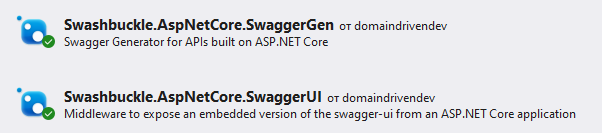 Swashbuckle.AspNetCore.SwaggerGen от domaindrivendev
Swagger Generator for APIs built on ASP.NET Core
Swashbuckle.AspNetCore.SwaggerUI от domaindrivendev
Middleware to expose an embedded version of the swagger-ui from an ASP.NET Core application